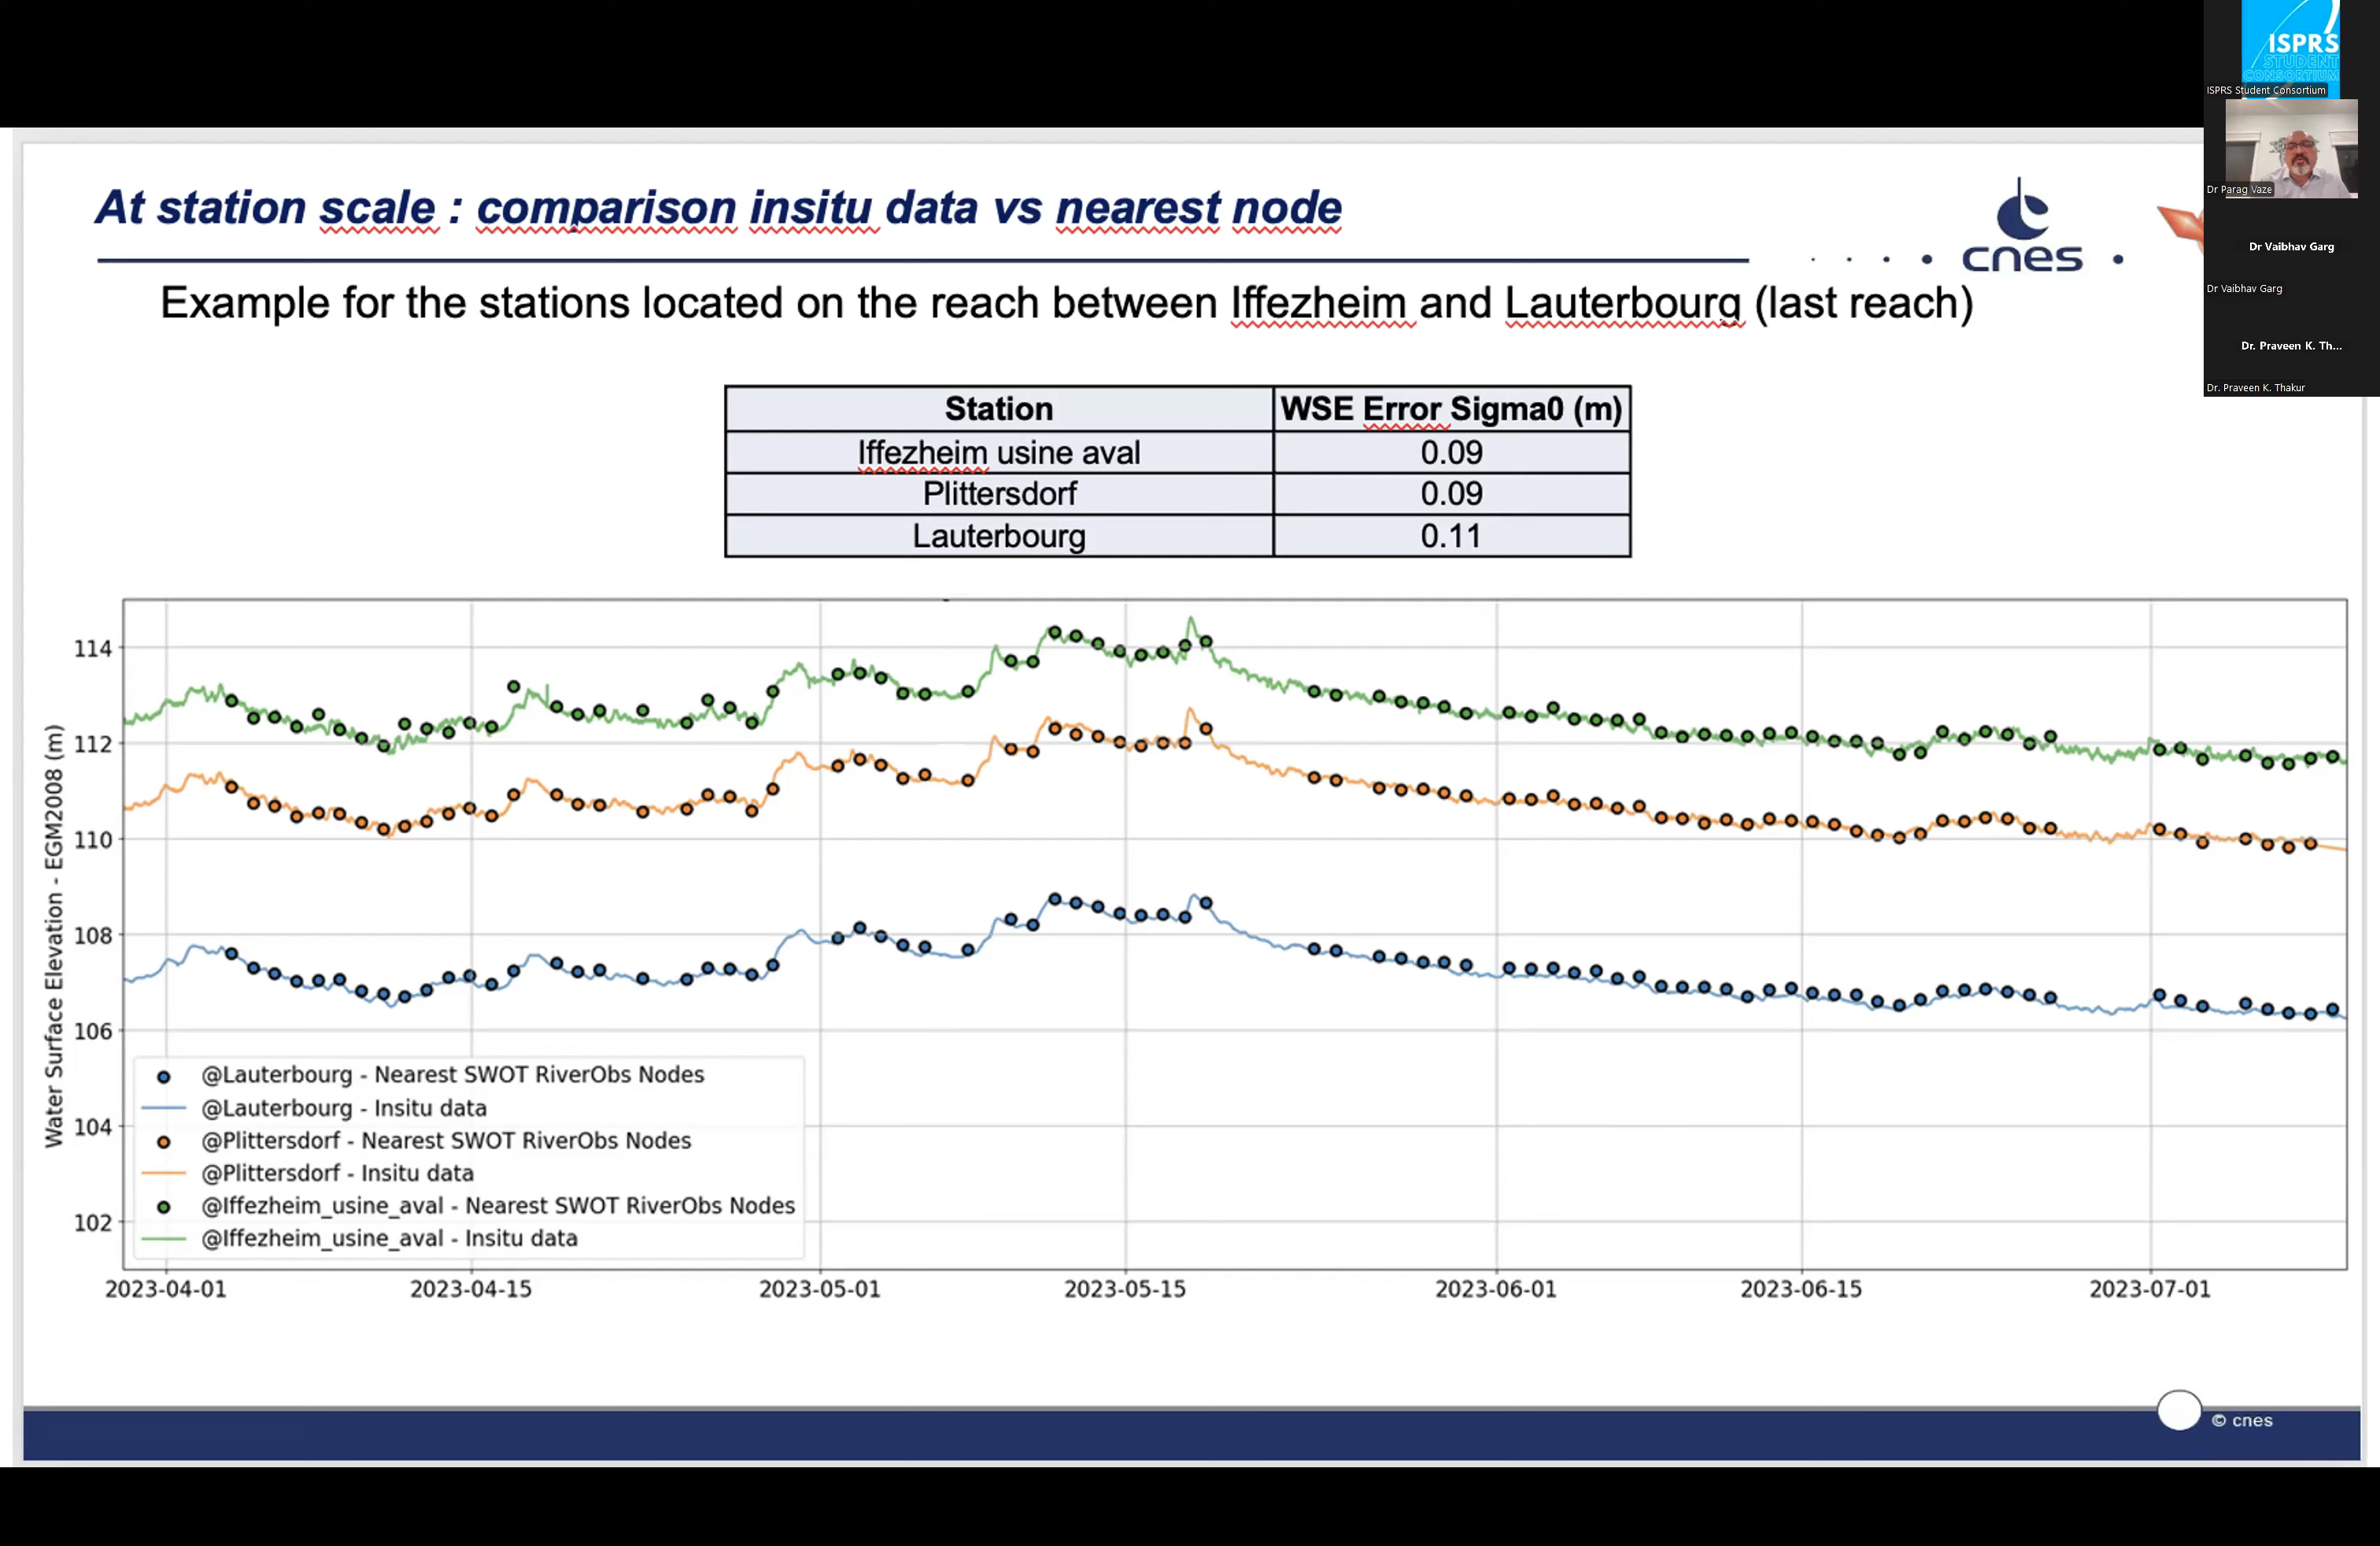 ISPRS
STUDENT
CONSORTIUM
ISPRS Student Consortium
Dr Parag Vaze
Dr Vaibhav Garg
Dr Vaibhav Garg
Dr. Praveen K. Th...
Dr. Praveen K. Thakur
At station scale : comparison insitu data vs nearest node
cnes
Example for the stations located on the reach between Iffezheim and Lauterbourg (last reach)
Station WSE Error Sigma0 (m)
Iffezheim usine aval 0.09
Plittersdorf 0.09
Lauterbourg 0.11
Water Surface Elevation - EGM2008 (m)
114
112
110
108
106
104
102
@Lauterbourg - Nearest SWOT RiverObs Nodes
@Lauterbourg - Insitu data
@Plittersdorf - Nearest SWOT RiverObs Nodes
@Plittersdorf - Insitu data
@Iffezheim_usine_aval - Nearest SWOT RiverObs Nodes
@Iffezheim_usine_aval - Insitu data
2023-04-01 2023-04-15 2023-05-01 2023-05-15 2023-06-01 2023-06-15 2023-07-01
© cnes